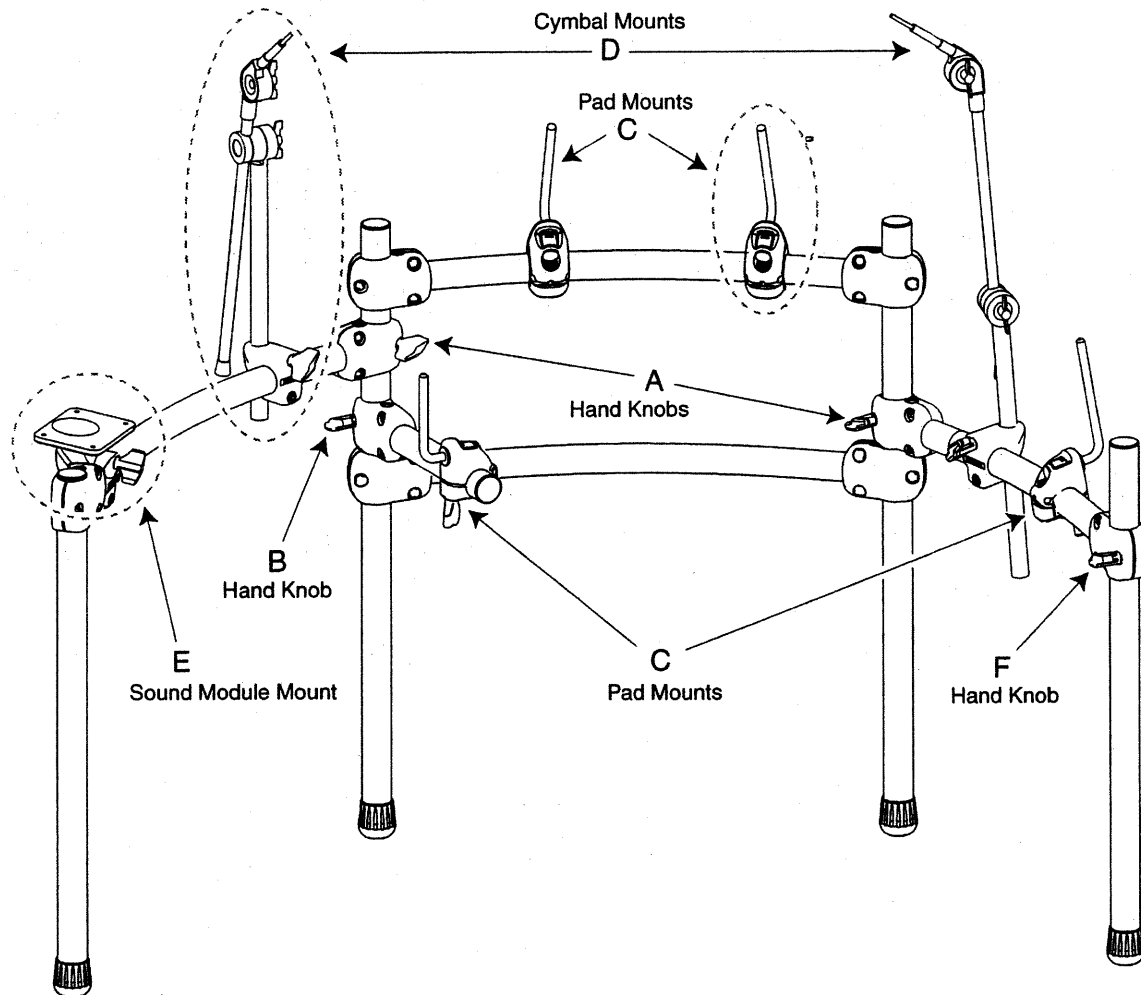 Cymbal Mounts
D
Pad Mounts
C
A
Hand Knobs
B
Hand Knob
E
Sound Module Mount
C
Pad Mounts
F
Hand Knob